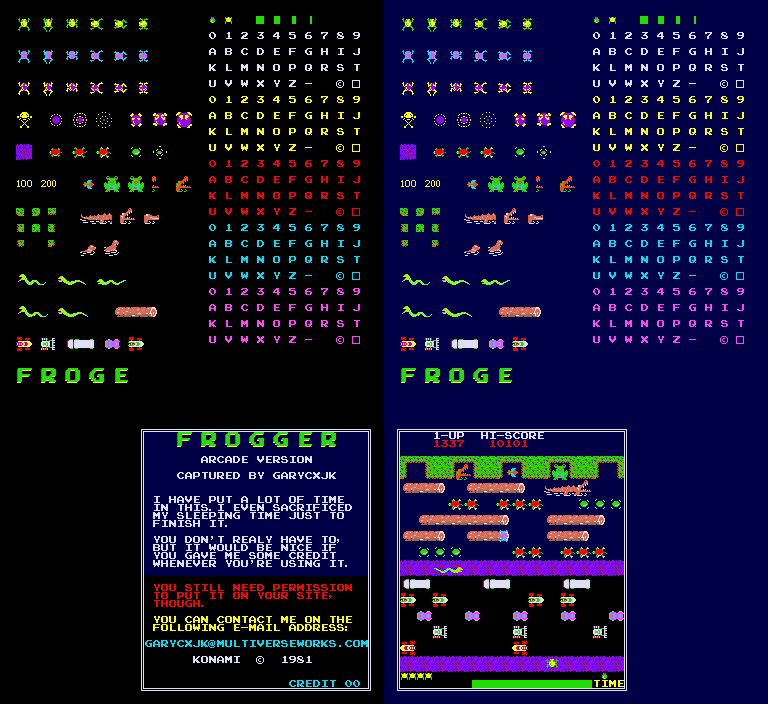 0 1 2 3 4 5 6 7 8 9
A B C D E F G H I J
K L M N O P Q R S T
U V W X Y Z - © □
0 1 2 3 4 5 6 7 8 9
A B C D E F G H I J
K L M N O P Q R S T
U V W X Y Z - © □
0 1 2 3 4 5 6 7 8 9
A B C D E F G H I J
K L M N O P Q R S T
U V W X Y Z - © □
0 1 2 3 4 5 6 7 8 9
A B C D E F G H I J
K L M N O P Q R S T
U V W X Y Z - © □
0 1 2 3 4 5 6 7 8 9
A B C D E F G H I J
K L M N O P Q R S T
U V W X Y Z - © □
100 200
FROGE
0 1 2 3 4 5 6 7 8 9
A B C D E F G H I J
K L M N O P Q R S T
U V W X Y Z - © □
0 1 2 3 4 5 6 7 8 9
A B C D E F G H I J
K L M N O P Q R S T
U V W X Y Z - © □
0 1 2 3 4 5 6 7 8 9
A B C D E F G H I J
K L M N O P Q R S T
U V W X Y Z - © □
0 1 2 3 4 5 6 7 8 9
A B C D E F G H I J
K L M N O P Q R S T
U V W X Y Z - © □
0 1 2 3 4 5 6 7 8 9
A B C D E F G H I J
K L M N O P Q R S T
U V W X Y Z - © □
100 200
FROGE
FROGGER
ARCADE VERSION
CAPTURED BY GARYCXJK
I HAVE PUT A LOT OF TIME
IN THIS, I EVEN SACRIFICED
MY SLEEPING TIME JUST TO
FINISH IT.
YOU DON'T REALY HAVE TO,
BUT IT WOULD BE NICE IF
YOU GAVE ME SOME CREDIT
WHENEVER YOU'RE USING IT.
YOU STILL NEED PERMISSION
TO PUT IT ON YOUR SITE,
THOUGH.
YOU CAN CONTACT ME ON THE
FOLLOWING E-MAIL ADDRESS:
GARYCXJK@MULTIVERSEWORKS.COM
KONAMI © 1981
CREDIT 00
1-UP HI-SCORE
1337 10101
TIME